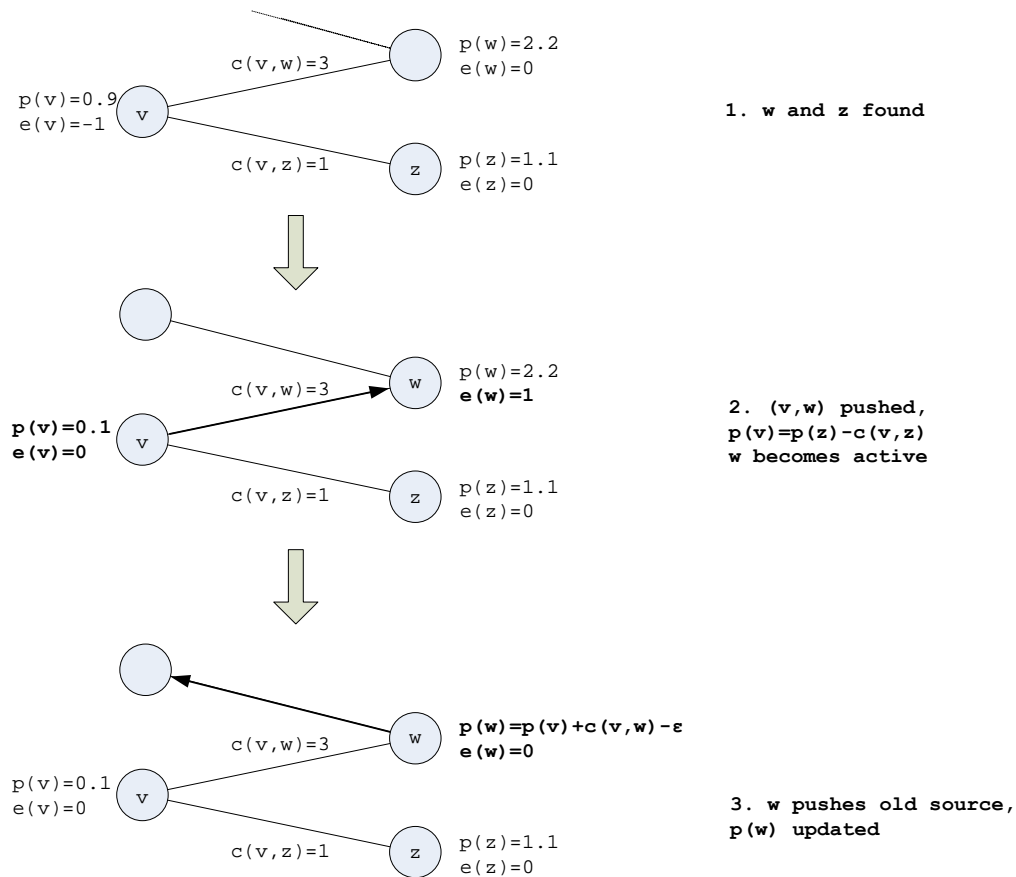 p(w)=2.2
c(v,w)=3
e(w)=0
p(v)=0.9
v
e(v)=-1
1. w and z found
p(z)=1.1
c(v,z)=1
z
e(z)=0
p(w)=2.2
c(v,w)=3
w
e(w)=1
p(v)=0.1
v
e(v)=0
2. (v,w) pushed,
p(v)=p(z)-c(v,z)
w becomes active
p(z)=1.1
c(v,z)=1
z
e(z)=0
p(w)=p(v)+c(v,w)-ε
c(v,w)=3
w
e(w)=0
p(v)=0.1
v
e(v)=0
3. w pushes old source,
p(w) updated
p(z)=1.1
c(v,z)=1
z
e(z)=0